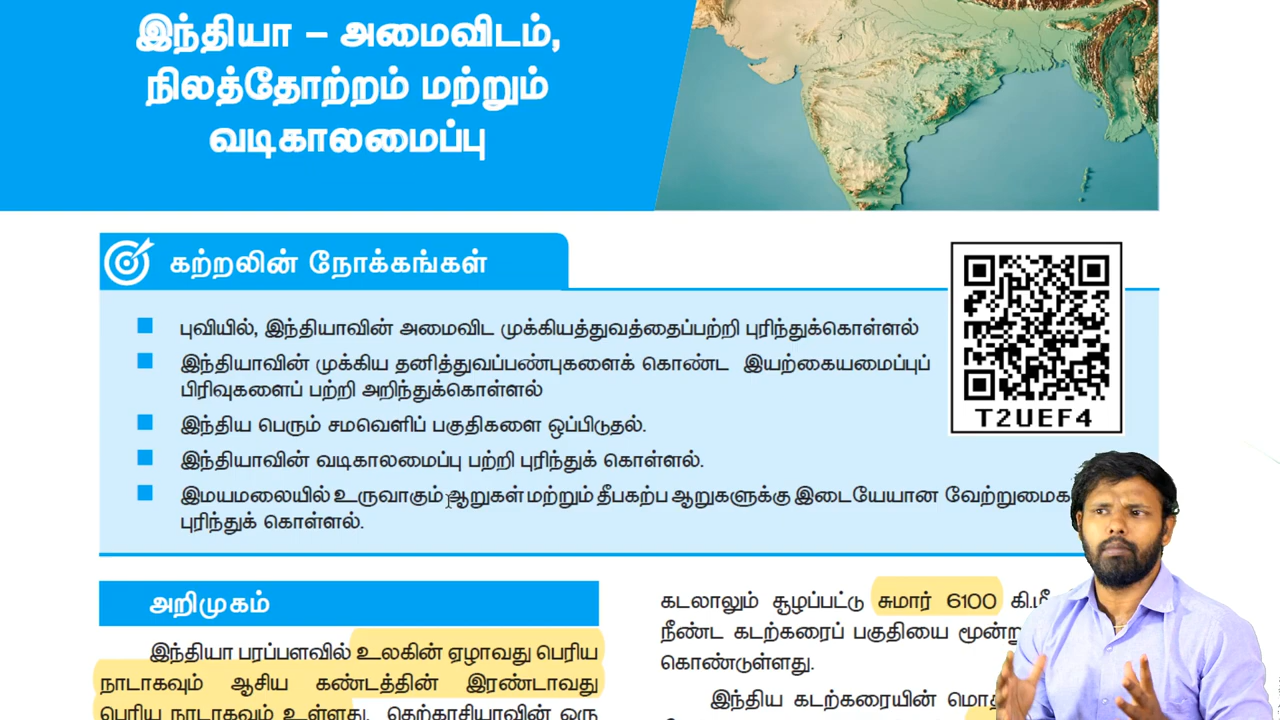 இந்தியா – அமைவிடம்,
நிலத்தோற்றம் மற்றும்
வடிகாலமைப்பு
கற்றலின் நோக்கங்கள்
புவியில், இந்தியாவின் அமைவிட முக்கியத்துவத்தைப்பற்றி புரிந்துக்கொள்ளல்
இந்தியாவின் முக்கிய தனித்துவப்பண்புகளைக் கொண்ட இயற்கையமைப்புப்
பிரிவுகளைப் பற்றி அறிந்துக்கொள்ளல்
இந்திய பெரும் சமவெளிப் பகுதிகளை ஒப்பிடுதல்.
இந்தியாவின் வடிகாலமைப்பு பற்றி புரிந்துக் கொள்ளல்.
இமயமலையில் உருவாகும் ஆறுகள் மற்றும் தீபகற்ப ஆறுகளுக்கு இடையேயான
புரிந்துக் கொள்ளல்.
T2UEF4
அறிமுகம்
இந்தியா பரப்பளவில் உலகின் ஏழாவது பெரிய
நாடாகவும் ஆசிய கண்டத்தின் இரண்டாவது
பெரிய நாடாகவும் உள்ளது. தெற்காசியாவின் ஒரு
கடலாலும் சூழப்பட்டு சுமார் 6100
நீண்ட கடற்கரைப் பகுதியை
கொண்டுள்ளது.
இந்திய கடற்கரையின்